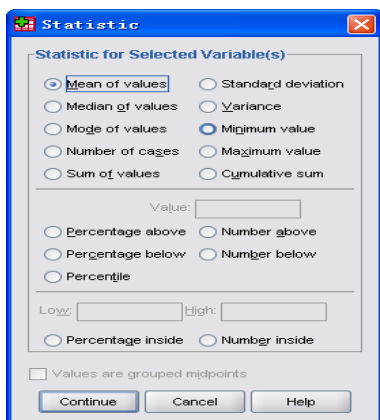 Statistic
Statistic for Selected Variable(s)
Mean of values Standard deviation
Median of values Variance
Mode of values Minimum value
Number of cases Maximum value
Sum of values Cumulative sum
Value:
Percentage above Number above
Percentage below Number below
Percentile
Low: High:
Percentage inside Number inside
Values are grouped midpoints
Continue Cancel Help